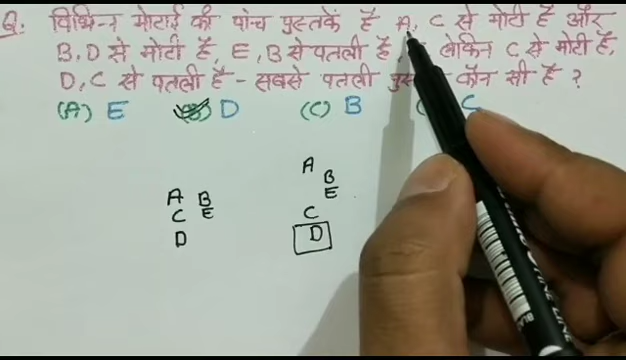 Q. विभिन्न मोटाई की पांच पुस्तकें है A, C से मोटी है और
B, D से मोटी है, E, B से पतली है, लेकिन C से मोटी है,
D, C से पतली है - सबसे पतली कौन सी है ?
(A) E (B) D (C) B C
A
B
E
C
D
A B
C E
D